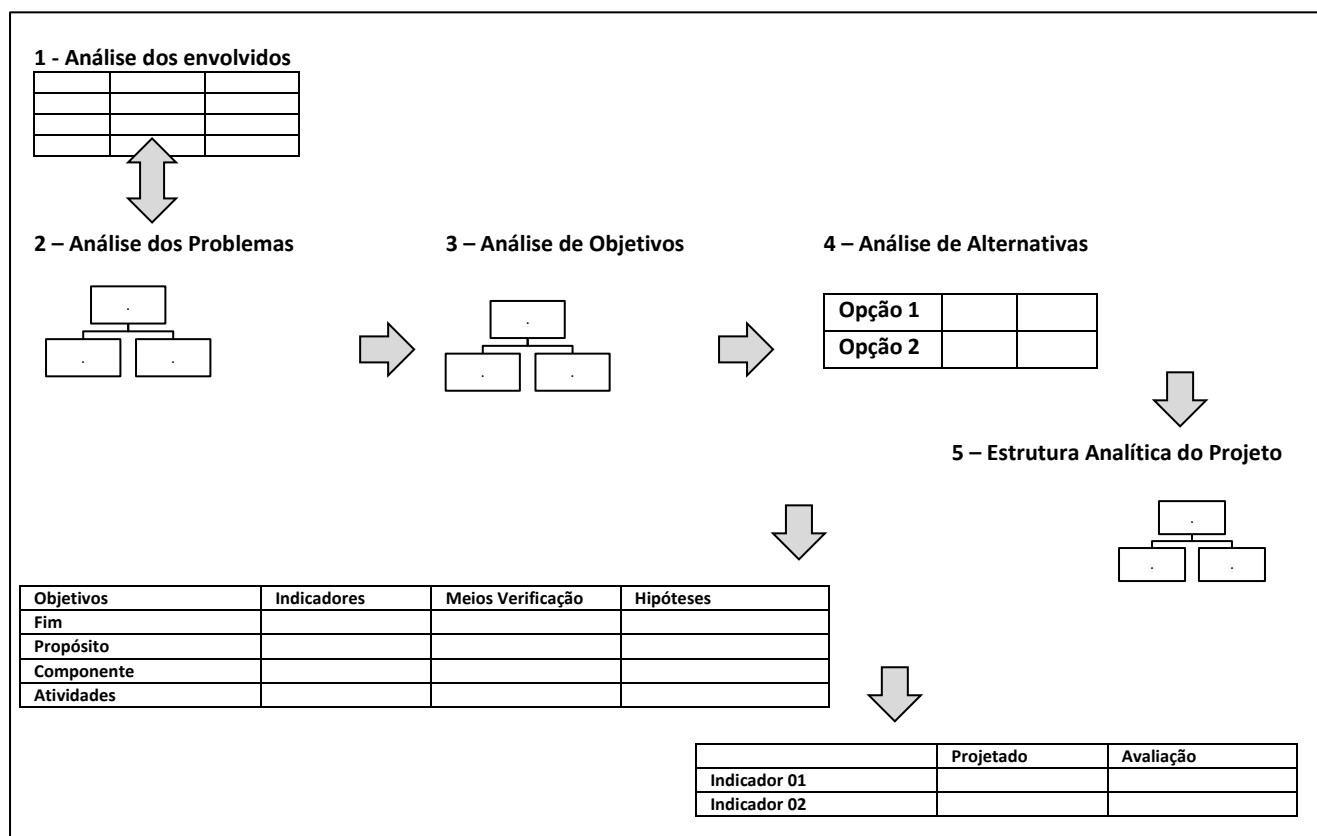 1 - Análise dos envolvidos
2 – Análise dos Problemas
3 – Análise de Objetivos
4 – Análise de Alternativas
.
. .
.
. .
Opção 1
Opção 2
5 – Estrutura Analítica do Projeto
.
. .
Objetivos Indicadores Meios Verificação Hipóteses
Fim
Propósito
Componente
Atividades
Projetado Avaliação
Indicador 01
Indicador 02